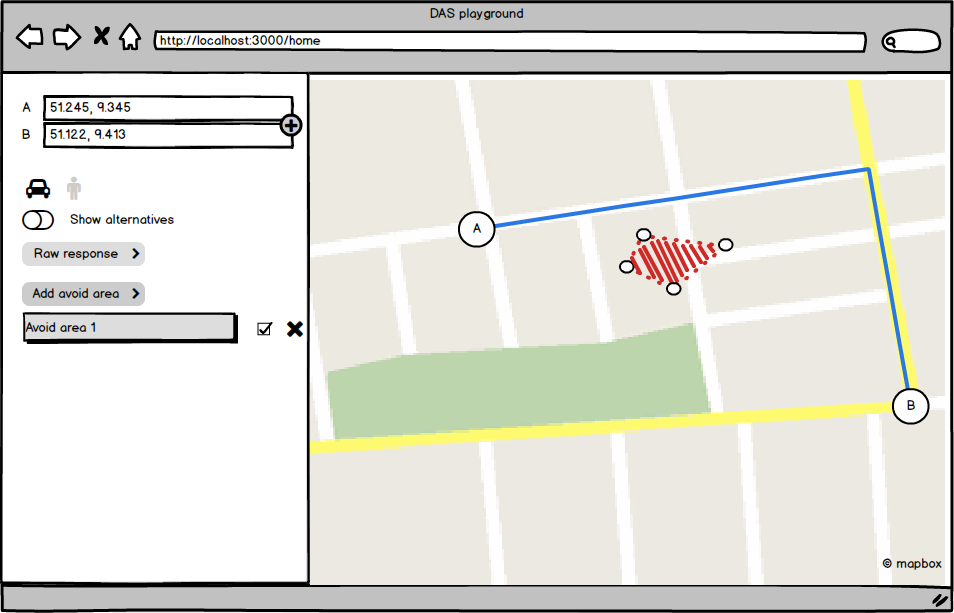 DAS playground
http://localhost:3000/home
A 51.245, 9.345
B 51.122, 9.413
Show alternatives
Raw response
Add avoid area
Avoid area 1
A
B
© mapbox